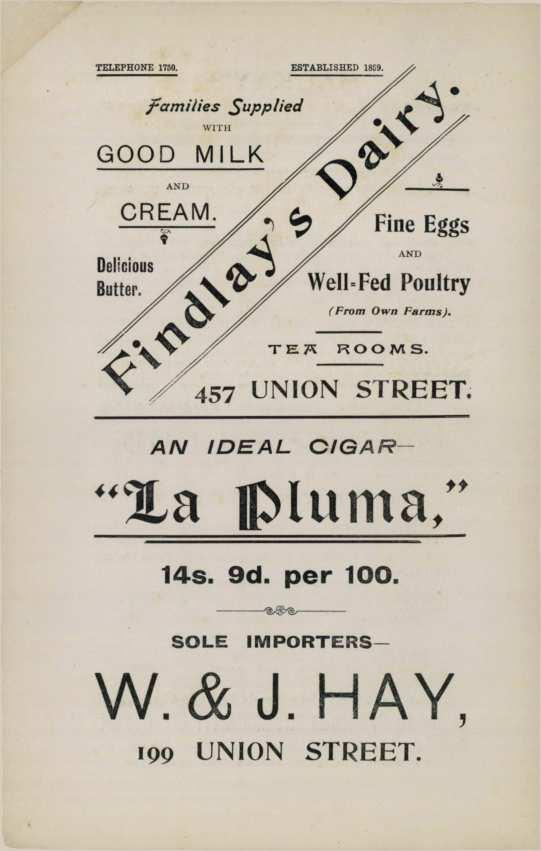 TELEPHONE 1750.
ESTABLISHED 1859.
Families Supplied
WITH
GOOD MILK
AND
CREAM.
Delicious
Butter.
Findlay's Dairy.
Fine Eggs
AND
Well=Fed Poultry
(From Own Farms).
TEA ROOMS.
457 UNION STREET.
AN IDEAL CIGAR—
“La Pluma,”
14s. 9d. per 100.
SOLE IMPORTERS—
W. & J. HAY,
199 UNION STREET.